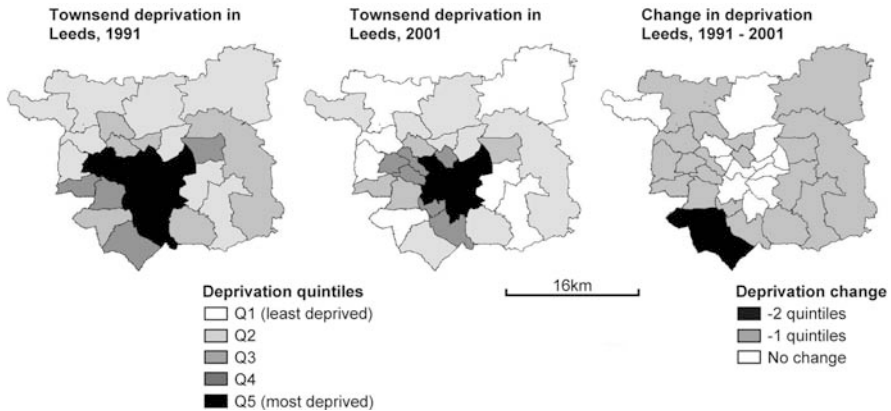 Townsend deprivation in
Leeds, 1991
Townsend deprivation in
Leeds, 2001
Change in deprivation
Leeds, 1991 - 2001
Deprivation quintiles
Q1 (least deprived)
Q2
Q3
Q4
Q5 (most deprived)
16km
Deprivation change
-2 quintiles
-1 quintiles
No change